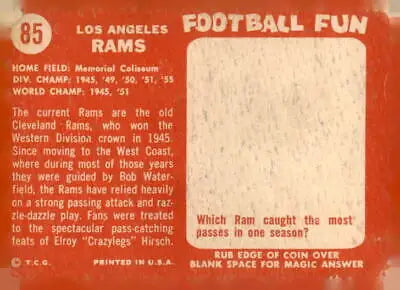 85
LOS ANGELES
RAMS
HOME FIELD: Memorial Coliseum
DIV. CHAMP: 1945, '49, '50, '51, '55
WORLD CHAMP: 1945, '51
The current Rams are the old
Cleveland Rams, who won the
Western Division crown in 1945.
Since moving to the West Coast,
where during most of those years
they were guided by Bob Water-
field, the Rams have relied heavily
on a strong passing attack and raz-
zle-dazzle play. Fans were treated
to the spectacular pass-catching
feats of Elroy "Crazylegs" Hirsch.
© T.C.G. PRINTED IN U.S.A.
FOOTBALL FUN
Which Ram caught the most
passes in one season?
RUB EDGE OF COIN OVER
BLANK SPACE FOR MAGIC ANSWER